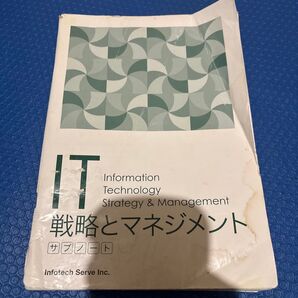 IT
Information
Technology
Strategy & Management
戦略とマネジメント
サブノート
Infotech Serve Inc.